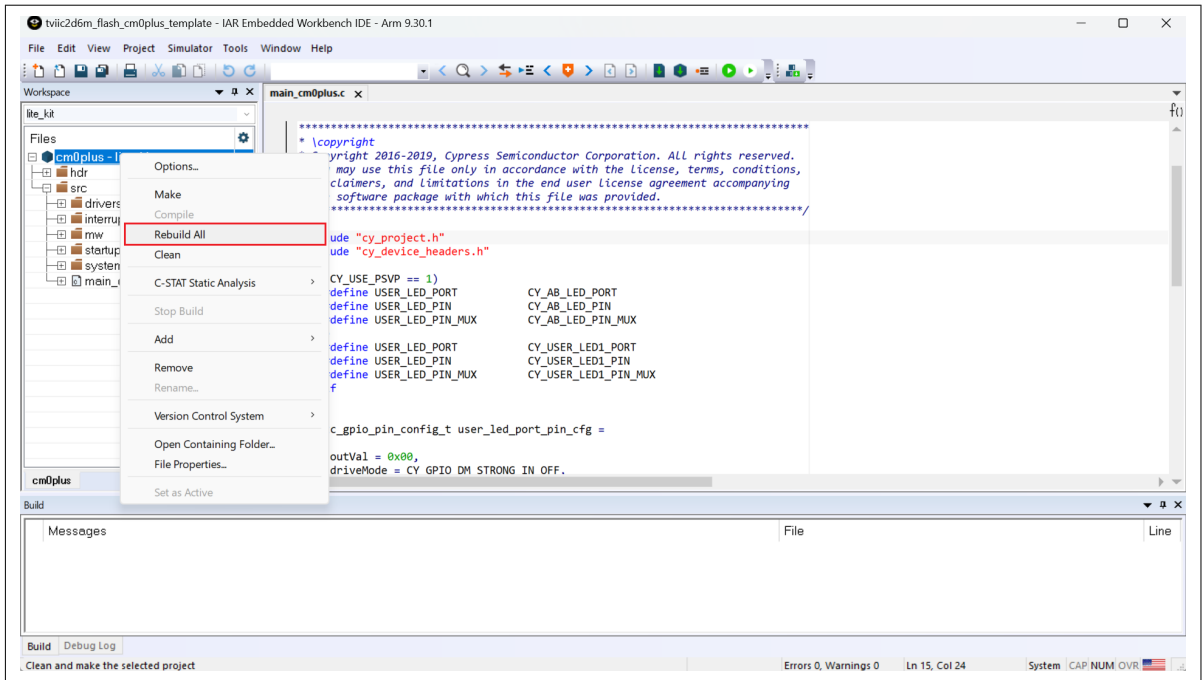 tviic2d6m_flash_cm0plus_template - IAR Embedded Workbench IDE - Arm 9.30.1
File Edit View Project Simulator Tools Window Help
Workspace
main_cm0plus.c
lite_kit
Files
cm0plus - l
hdr
src
drivers
interrup
mw
startup
system
main_
cm0plus
Options...
Make
Compile
Rebuild All
Clean
C-STAT Static Analysis
Stop Build
Add
Remove
Rename...
Version Control System
Open Containing Folder...
File Properties...
Set as Active
********************************************************************************
* \copyright
yright 2016-2019, Cypress Semiconductor Corporation. All rights reserved.
may use this file only in accordance with the license, terms, conditions,
claimers, and limitations in the end user license agreement accompanying
software package with which this file was provided.
**************************************************************************/
ude "cy_project.h"
ude "cy_device_headers.h"
CY_USE_PSVP == 1)
define USER_LED_PORT CY_AB_LED_PORT
define USER_LED_PIN CY_AB_LED_PIN
define USER_LED_PIN_MUX CY_AB_LED_PIN_MUX
define USER_LED_PORT CY_USER_LED1_PORT
define USER_LED_PIN CY_USER_LED1_PIN
define USER_LED_PIN_MUX CY_USER_LED1_PIN_MUX
f
c_gpio_pin_config_t user_led_port_pin_cfg =
outVal = 0x00,
driveMode = CY_GPIO_DM_STRONG_IN_OFF,
Build
Messages File Line
Build Debug Log
Clean and make the selected project Errors 0, Warnings 0 Ln 15, Col 24 System CAP NUM OVR